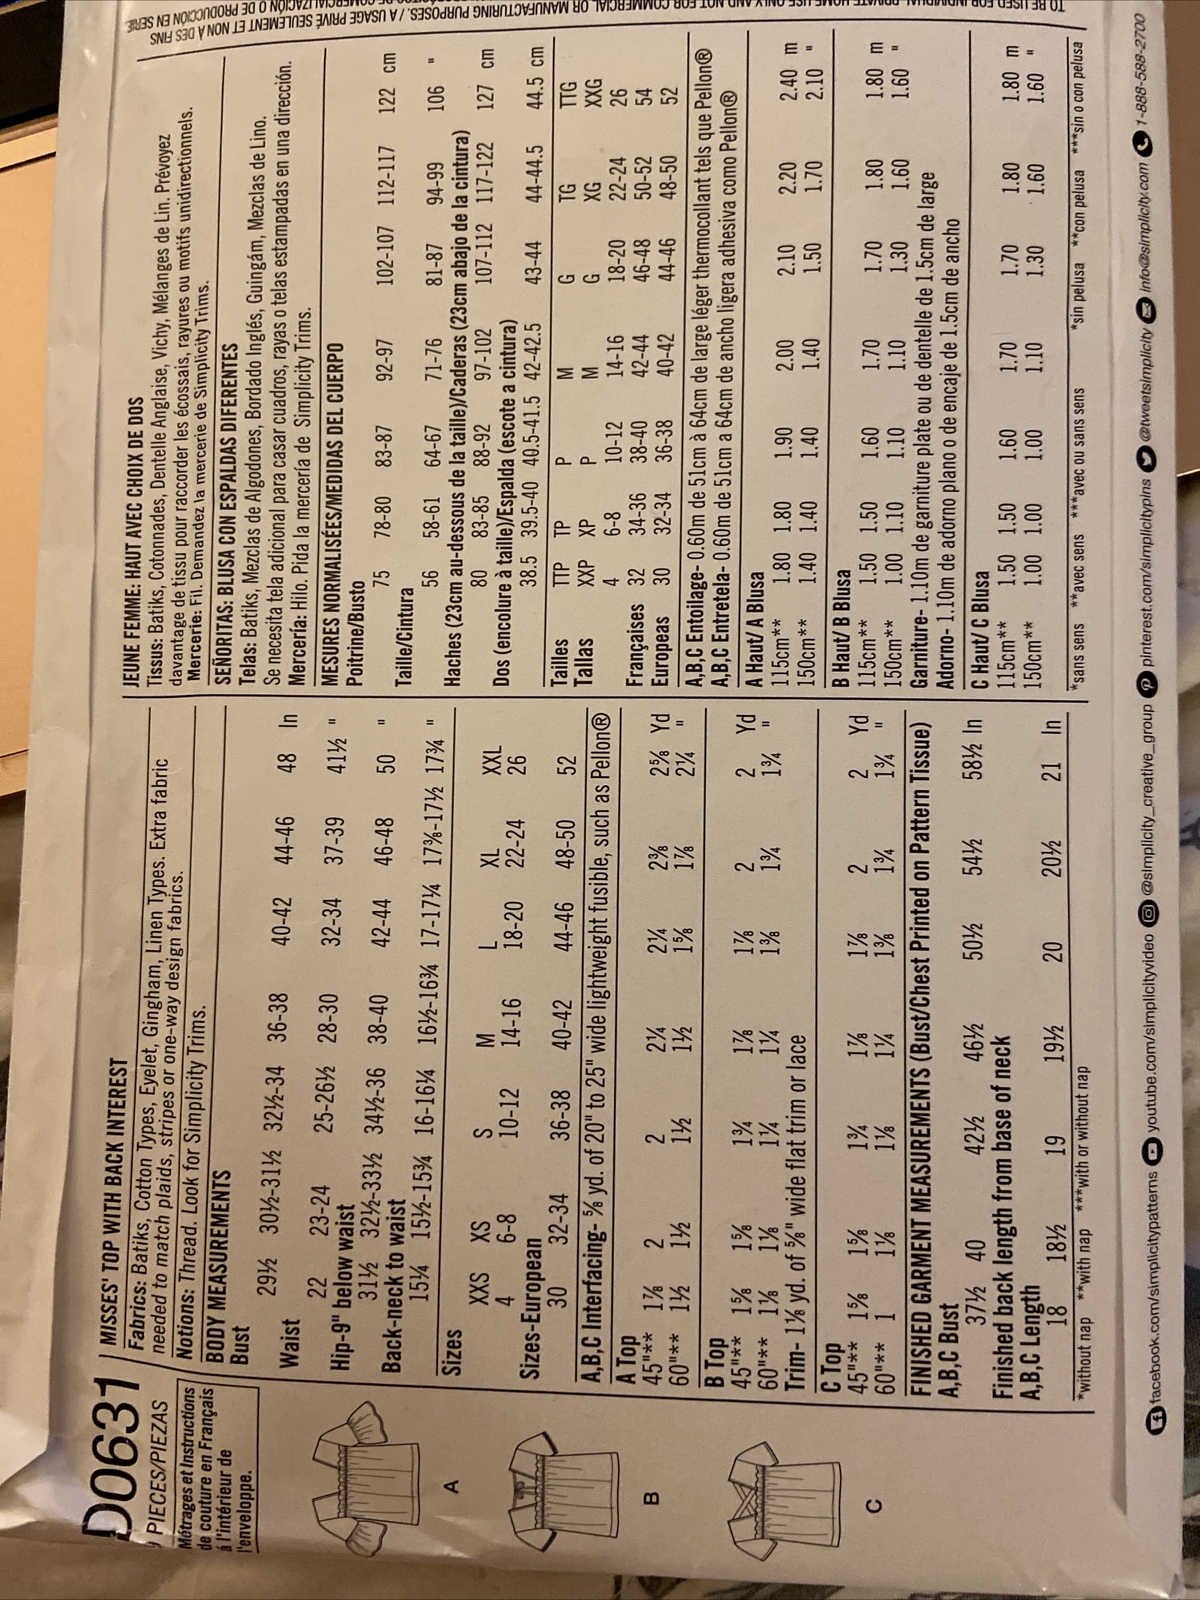 D0631
PIECES/PIEZAS
Métrages et Instructions
de couture en Français
à l'intérieur de
l'enveloppe.
A
B
C
MISSES' TOP WITH BACK INTEREST
Fabrics: Batiks, Cotton Types, Eyelet, Gingham, Linen Types. Extra fabric
needed to match plaids, stripes or one-way design fabrics.
Notions: Thread. Look for Simplicity Trims.
BODY MEASUREMENTS
Bust
29½ 30½-31½ 32½-34 36-38 40-42 44-46 48 In
Waist
22 23-24 25-26½ 28-30 32-34 37-39 41½ "
Hip-9" below waist
31½ 32½-33½ 34½-36 38-40 42-44 46-48 50 "
Back-neck to waist
15¼ 15½-15¾ 16-16¼ 16½-16¾ 17-17¼ 17⅜-17½ 17¾ "
Sizes
XXS XS S M L XL XXL
4 6-8 10-12 14-16 18-20 22-24 26
Sizes-European
30 32-34 36-38 40-42 44-46 48-50 52
A,B,C Interfacing- ⅝ yd. of 20" to 25" wide lightweight fusible, such as Pellon®
A Top
45"** 1⅞ 2 2 2¼ 2¼ 2⅜ 2⅝ Yd
60"** 1½ 1½ 1½ 1½ 1⅝ 1⅞ 2¼ "
B Top
45"** 1⅝ 1⅝ 1¾ 1⅞ 1⅞ 2 2 Yd
60"** 1⅛ 1⅛ 1¼ 1¼ 1⅜ 1¾ 1¾ "
Trim- 1⅛ yd. of ⅝" wide flat trim or lace
C Top
45"** 1⅝ 1⅝ 1¾ 1⅞ 1⅞ 2 2 Yd
60"** 1 1⅛ 1⅛ 1¼ 1⅜ 1¾ 1¾ "
FINISHED GARMENT MEASUREMENTS (Bust/Chest Printed on Pattern Tissue)
A,B,C Bust
37½ 40 42½ 46½ 50½ 54½ 58½ In
Finished back length from base of neck
A,B,C Length
18 18½ 19 19½ 20 20½ 21 In
*without nap **with nap ***with or without nap
JEUNE FEMME: HAUT AVEC CHOIX DE DOS
Tissus: Batiks, Cotonnades, Dentelle Anglaise, Vichy, Mélanges de Lin. Prévoyez
davantage de tissu pour raccorder les écossais, rayures ou motifs unidirectionnels.
Mercerie: Fil. Demandez la mercerie de Simplicity Trims.
SEÑORITAS: BLUSA CON ESPALDAS DIFERENTES
Telas: Batiks, Mezclas de Algodones, Bordado Inglés, Guingám, Mezclas de Lino.
Se necesita tela adicional para casar cuadros, rayas o telas estampadas en una dirección.
Mercería: Hilo. Pida la mercería de Simplicity Trims.
MESURES NORMALISÉES/MEDIDAS DEL CUERPO
Poitrine/Busto
75 78-80 83-87 92-97 102-107 112-117 122 cm
Taille/Cintura
56 58-61 64-67 71-76 81-87 94-99 106 "
Haches (23cm au-dessous de la taille)/Caderas (23cm abajo de la cintura)
80 83-85 88-92 97-102 107-112 117-122 127 cm
Dos (encolure à taille)/Espalda (escote a cintura)
38.5 39.5-40 40.5-41.5 42-42.5 43-44 44-44.5 44.5 cm
Tailles TTP TP P M G TG TTG
Tallas XXP XP P M G XG XXG
4 6-8 10-12 14-16 18-20 22-24 26
Françaises 32 34-36 38-40 42-44 46-48 50-52 54
Europeas 30 32-34 36-38 40-42 44-46 48-50 52
A,B,C Entoilage- 0.60m de 51cm à 64cm de large léger thermocollant tels que Pellon®
A,B,C Entretela- 0.60m de 51cm a 64cm de ancho ligera adhesiva como Pellon®
A Haut/ A Blusa
115cm** 1.80 1.80 1.90 2.00 2.10 2.20 2.40 m
150cm** 1.40 1.40 1.40 1.40 1.50 1.70 2.10 "
B Haut/ B Blusa
115cm** 1.50 1.50 1.60 1.70 1.70 1.80 1.80 m
150cm** 1.00 1.10 1.10 1.10 1.30 1.60 1.60 "
Garniture- 1.10m de garniture plate ou de dentelle de 1.5cm de large
Adorno- 1.10m de adorno plano o de encaje de 1.5cm de ancho
C Haut/ C Blusa
115cm** 1.50 1.50 1.60 1.70 1.70 1.80 1.80 m
150cm** 1.00 1.00 1.00 1.10 1.30 1.60 1.60 "
*sans sens **avec sens ***avec ou sans sens *sin pelusa **con pelusa ***sin o con pelusa
facebook.com/simplicitypatterns youtube.com/simplicityvideo @simplicity_creative_group pinterest.com/simplicitypins @tweetsimplicity info@simplicity.com 1-888-588-2700
TO BE USED FOR INDIVIDUAL PRIVATE HOME USE ONLY AND NOT FOR COMMERCIAL OR MANUFACTURING PURPOSES. / A USAGE PRIVÉ SEULEMENT ET NON À DES FINS
COMERCIALIZACIÓN O DE PRODUCCIÓN EN SERIE.